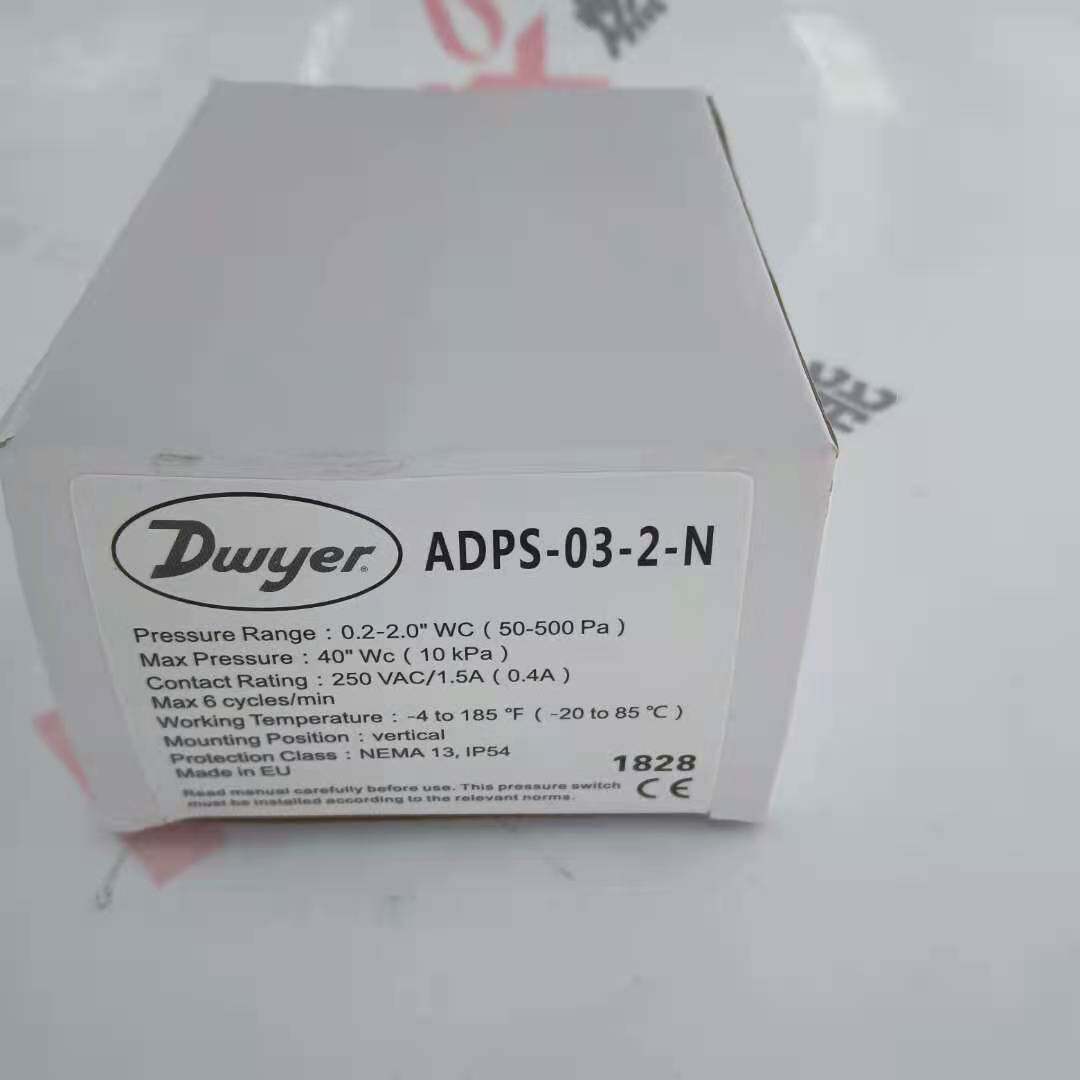 Dwyer®
ADPS-03-2-N
Pressure Range : 0.2-2.0" WC ( 50-500 Pa )
Max Pressure : 40" Wc ( 10 kPa )
Contact Rating : 250 VAC/1.5A ( 0.4A )
Max 6 cycles/min
Working Temperature : -4 to 185 °F ( -20 to 85 ℃ )
Mounting Position : vertical
Protection Class : NEMA 13, IP54
Made in EU
1828
Read manual carefully before use. This pressure switch
must be installed according to the relevant norms.
CE